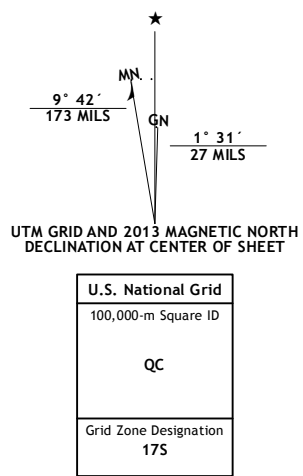 ★
MN
GN
9° 42´
173 MILS
1° 31´
27 MILS
UTM GRID AND 2013 MAGNETIC NORTH
DECLINATION AT CENTER OF SHEET
U.S. National Grid
100,000-m Square ID
QC
Grid Zone Designation
17S